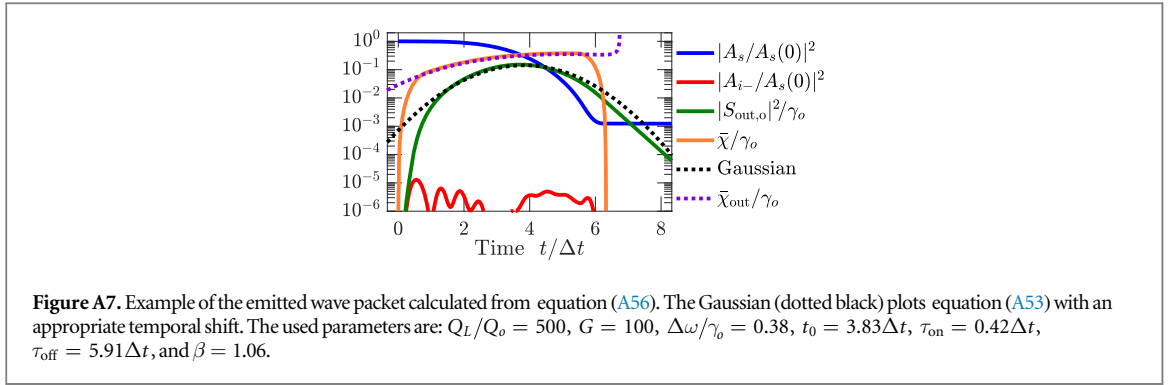 10^0
10^-1
10^-2
10^-3
10^-4
10^-5
10^-6
0 2 4 6 8
Time t/Δt
|A_s/A_s(0)|^2
|A_{i-}/A_s(0)|^2
|S_{out,o}|^2/γ_o
χ̄/γ_o
Gaussian
χ̄_{out}/γ_o
Figure A7. Example of the emitted wave packet calculated from equation (A56). The Gaussian (dotted black) plots equation (A53) with an
appropriate temporal shift. The used parameters are: Q_L/Q_o = 500, G = 100, Δω/γ_o = 0.38, t_0 = 3.83Δt, τ_on = 0.42Δt,
τ_off = 5.91Δt, and β = 1.06.